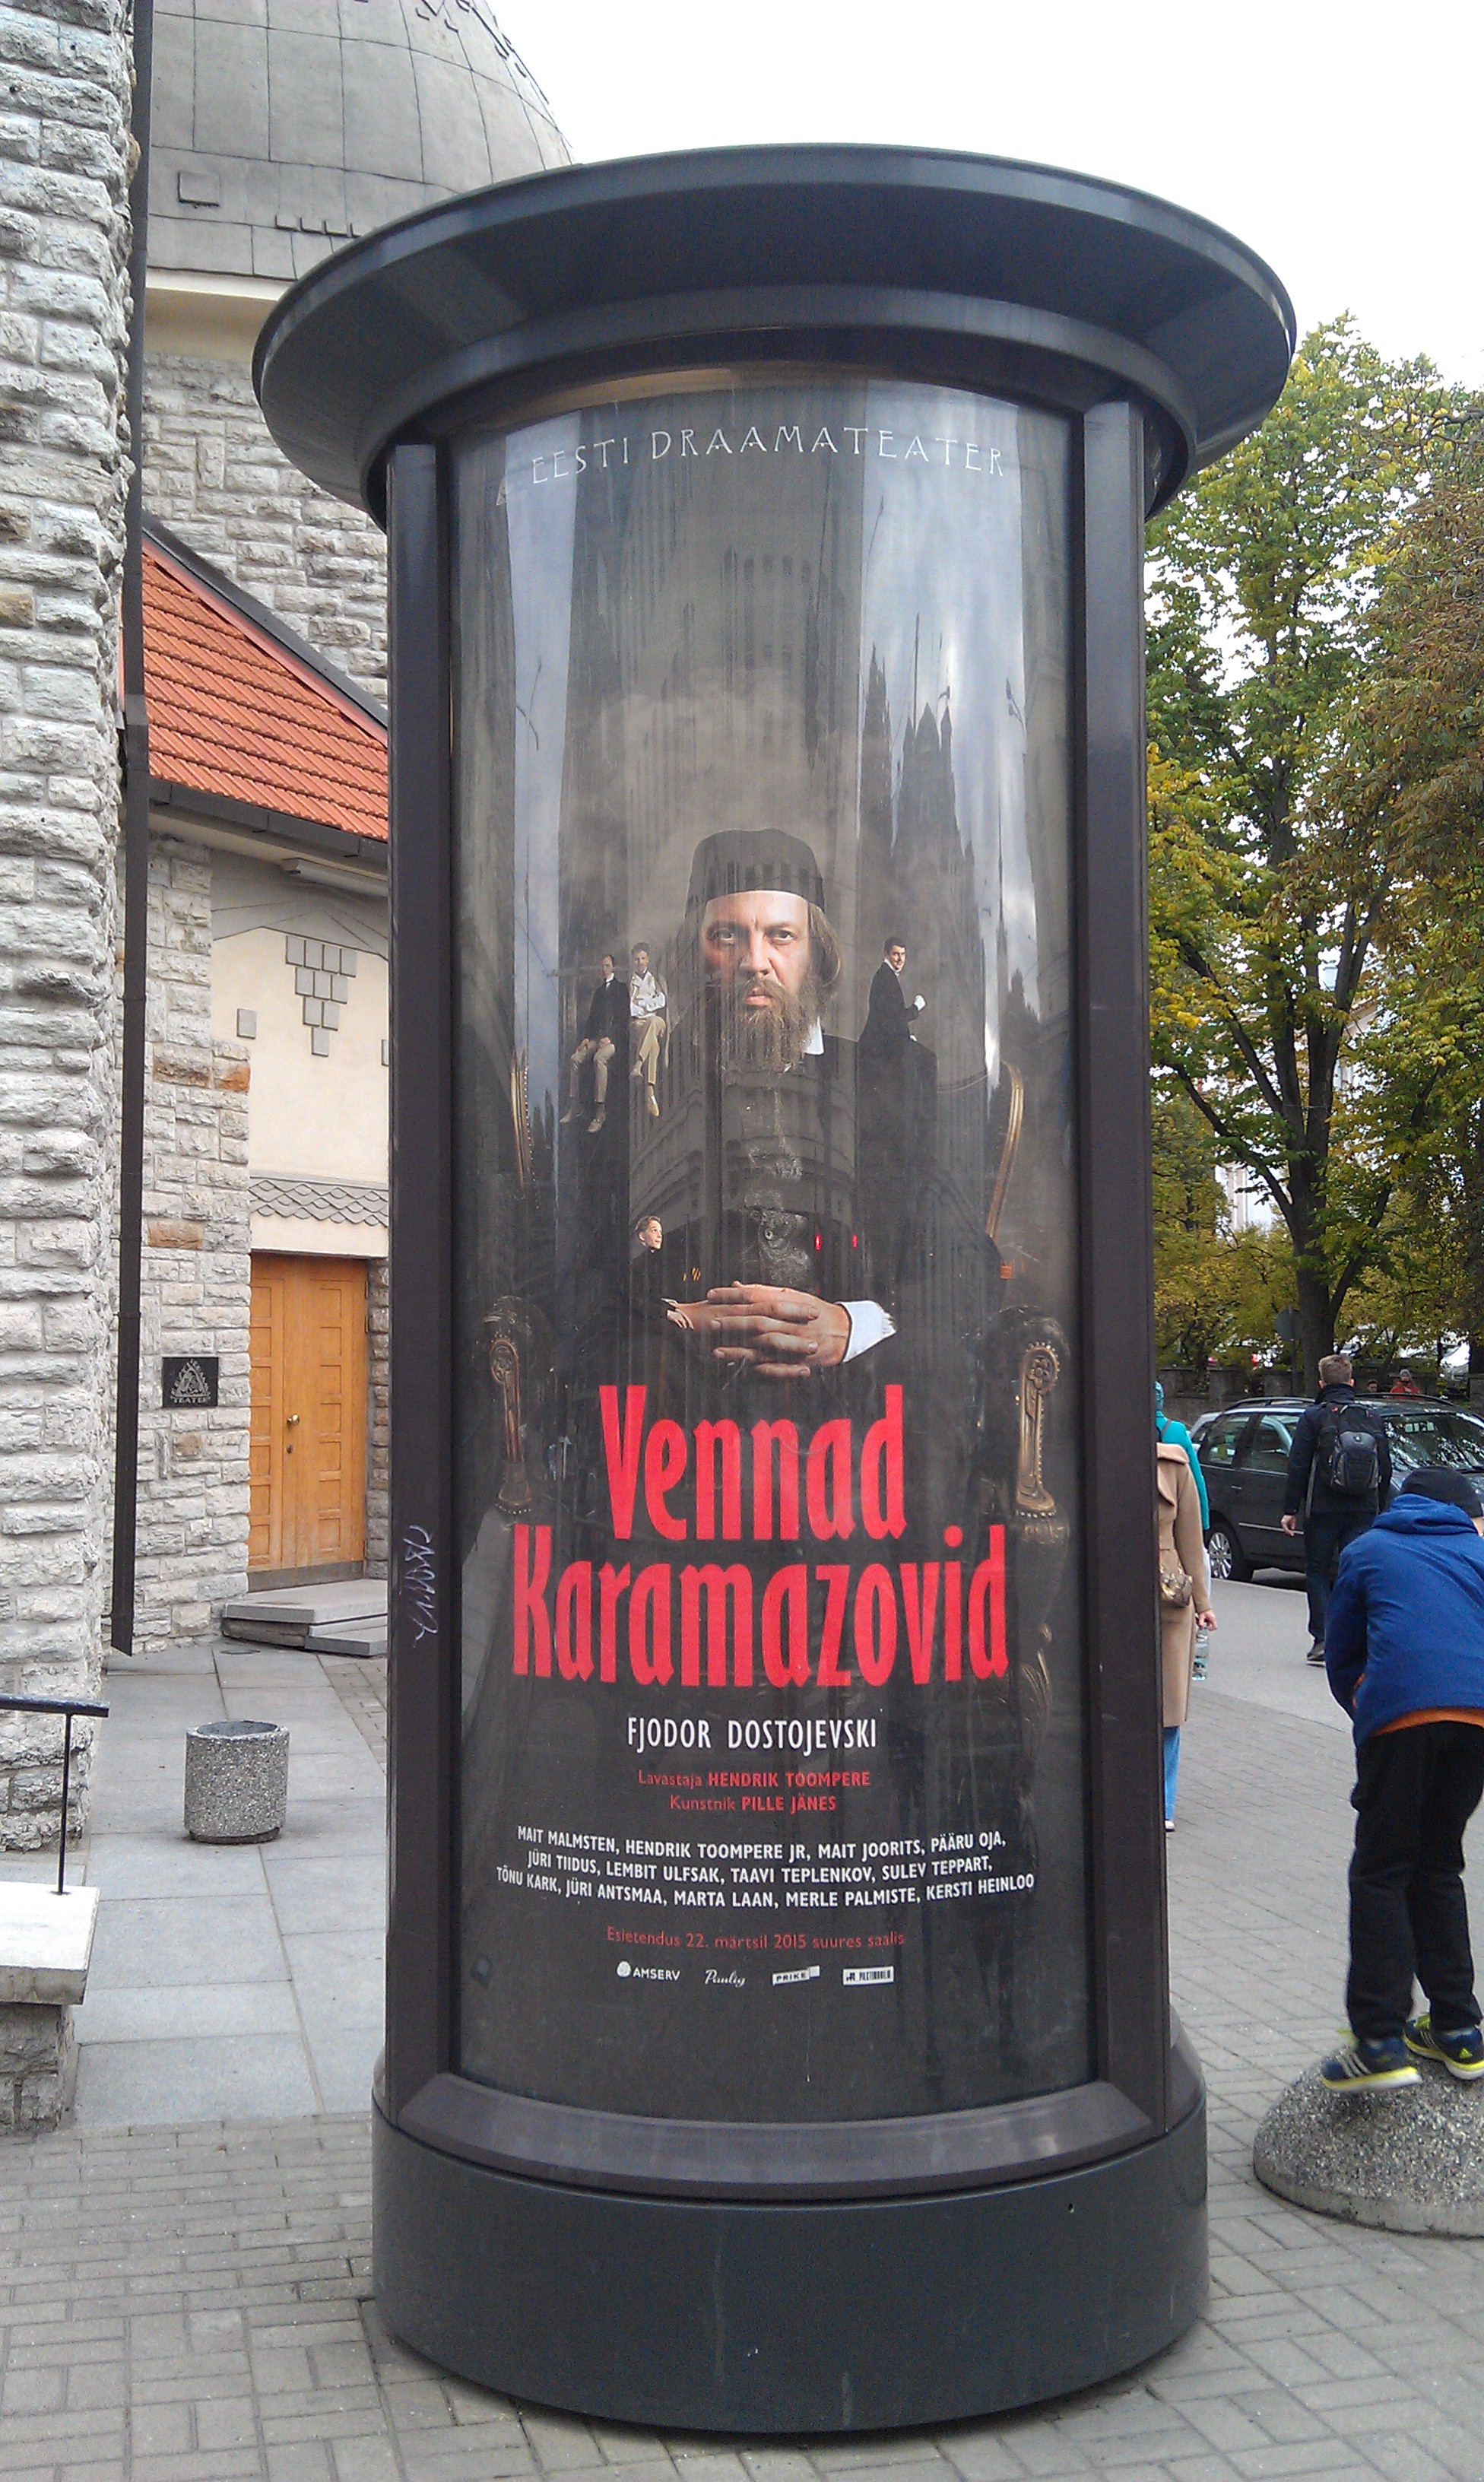 EESTI DRAAMATEATER
Vennad
Karamazovid
FJODOR DOSTOJEVSKI
Lavastaja HENDRIK TOOMPERE
Kunstnik PILLE JÄNES
MAIT MALMSTEN, HENDRIK TOOMPERE JR, MAIT JOORITS, PÄÄRU OJA,
JÜRI TIIDUS, LEMBIT ULFSAK, TAAVI TEPLENKOV, SULEV TEPPART,
TÕNU KARK, JÜRI ANTSMAA, MARTA LAAN, MERLE PALMISTE, KERSTI HEINLOO
Esietendus 22. märtsil 2015 suures saalis
AMSERV Paulig PRIKE
TEATER